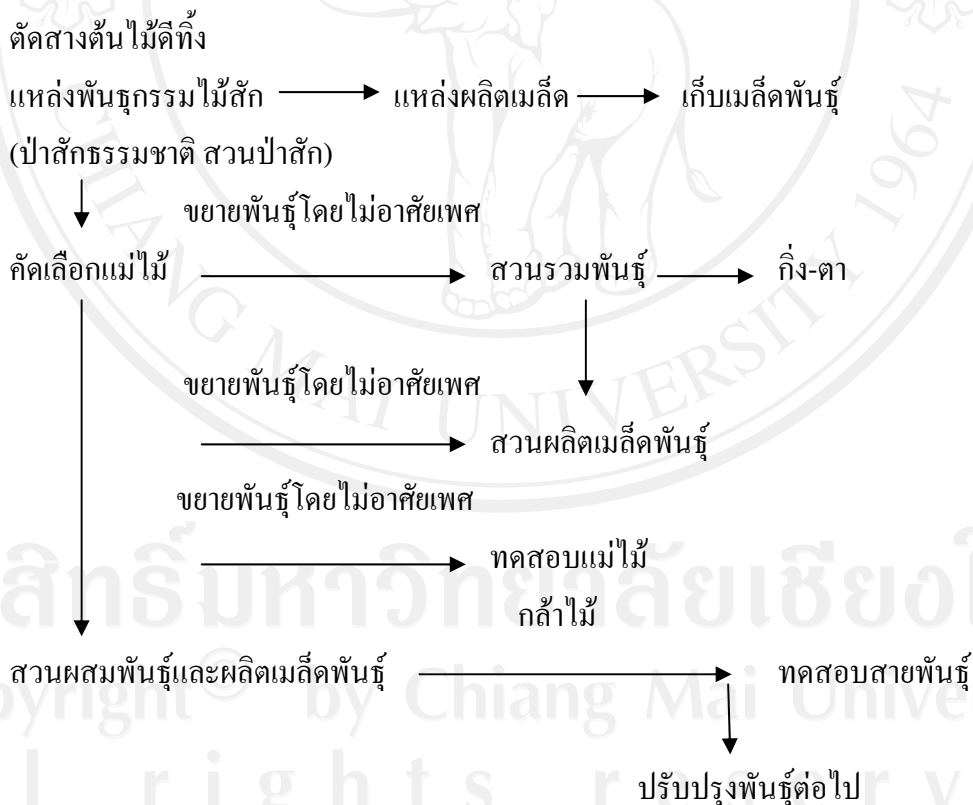 ตัดสางต้นไม้ดีทิ้ง
แหล่งพันธุกรรมไม้สัก แหล่งผลิตเมล็ด เก็บเมล็ดพันธุ์
(ป่าสักธรรมชาติ สวนป่าสัก)
ขยายพันธุ์โดยไม่อาศัยเพศ
คัดเลือกแม่ไม้ สวนรวมพันธุ์ กิ่ง-ตา
ขยายพันธุ์โดยไม่อาศัยเพศ
สวนผลิตเมล็ดพันธุ์
ขยายพันธุ์โดยไม่อาศัยเพศ
ทดสอบแม่ไม้
กล้าไม้
สวนผสมพันธุ์และผลิตเมล็ดพันธุ์ ทดสอบสายพันธุ์
ปรับปรุงพันธุ์ต่อไป
CHIANG MAI UNIVERSITY 1964
© by Chiang Mai
rights